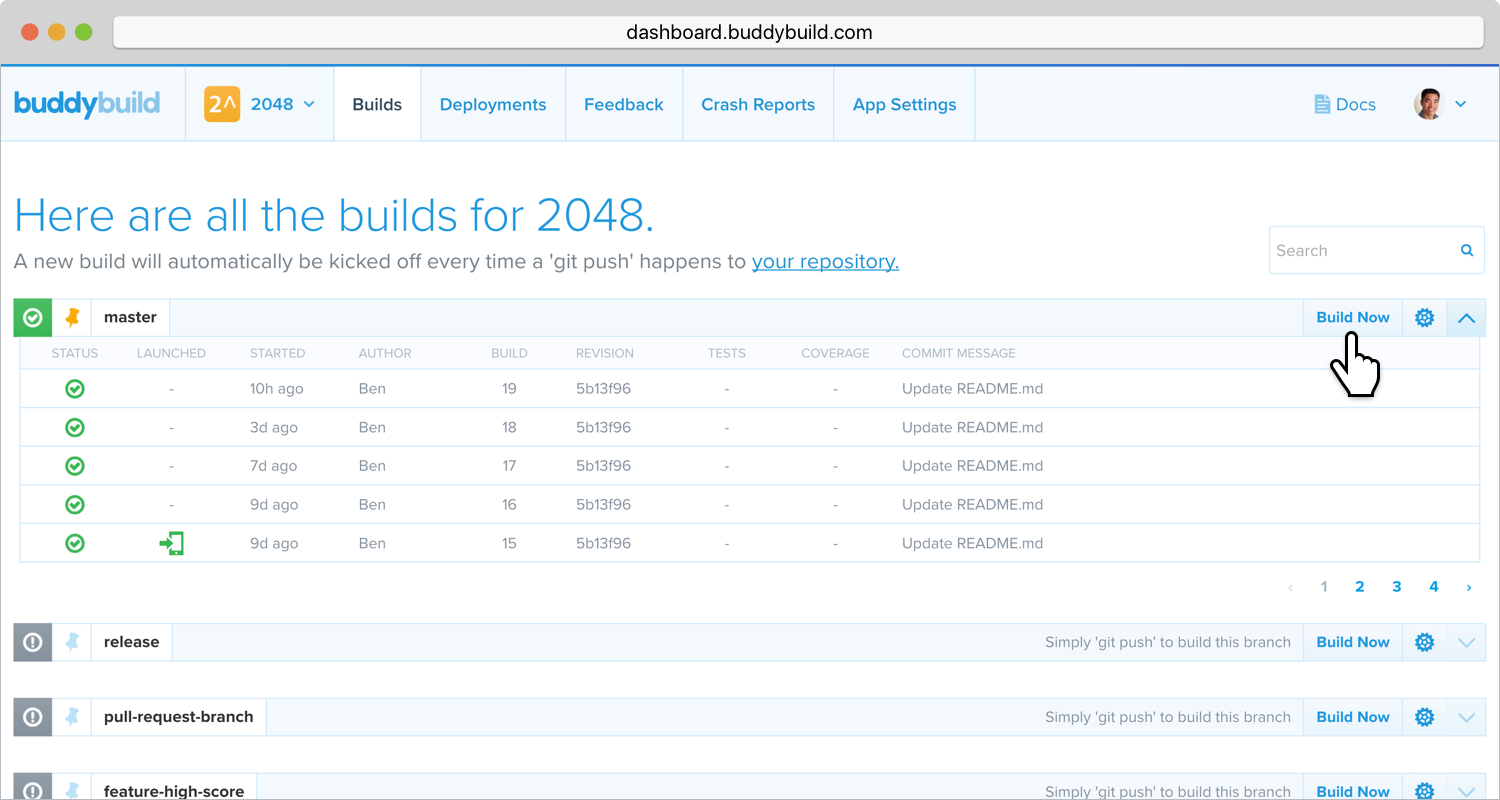 dashboard.buddybuild.com
buddybuild 2^ 2048 Builds Deployments Feedback Crash Reports App Settings Docs
Here are all the builds for 2048.
A new build will automatically be kicked off every time a 'git push' happens to your repository.
Search
master Build Now
STATUS LAUNCHED STARTED AUTHOR BUILD REVISION TESTS COVERAGE COMMIT MESSAGE
- 10h ago Ben 19 5b13f96 - - Update README.md
- 3d ago Ben 18 5b13f96 - - Update README.md
- 7d ago Ben 17 5b13f96 - - Update README.md
- 9d ago Ben 16 5b13f96 - - Update README.md
9d ago Ben 15 5b13f96 - - Update README.md
‹ 1 2 3 4 ›
release Simply 'git push' to build this branch Build Now
pull-request-branch Simply 'git push' to build this branch Build Now
feature-high-score Simply 'git push' to build this branch Build Now